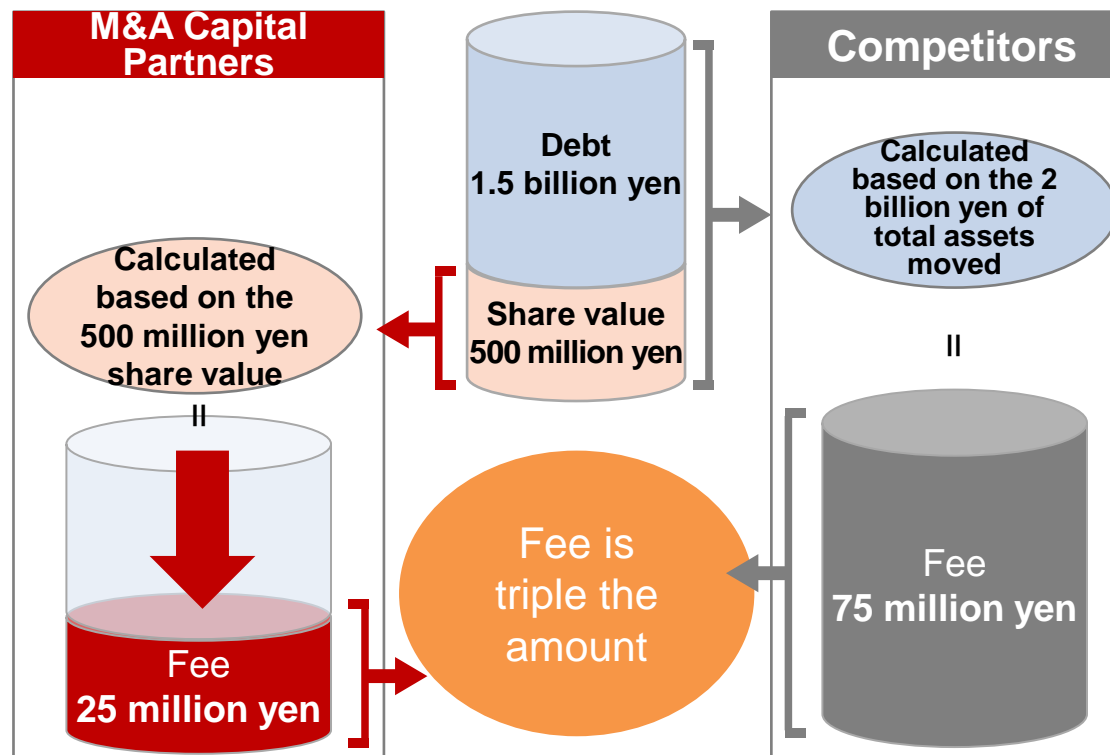 M&A Capital
Partners
Competitors
Debt
1.5 billion yen
Share value
500 million yen
Calculated
based on the
500 million yen
share value
=
Calculated
based on the 2
billion yen of
total assets
moved
=
Fee
25 million yen
Fee is
triple the
amount
Fee
75 million yen